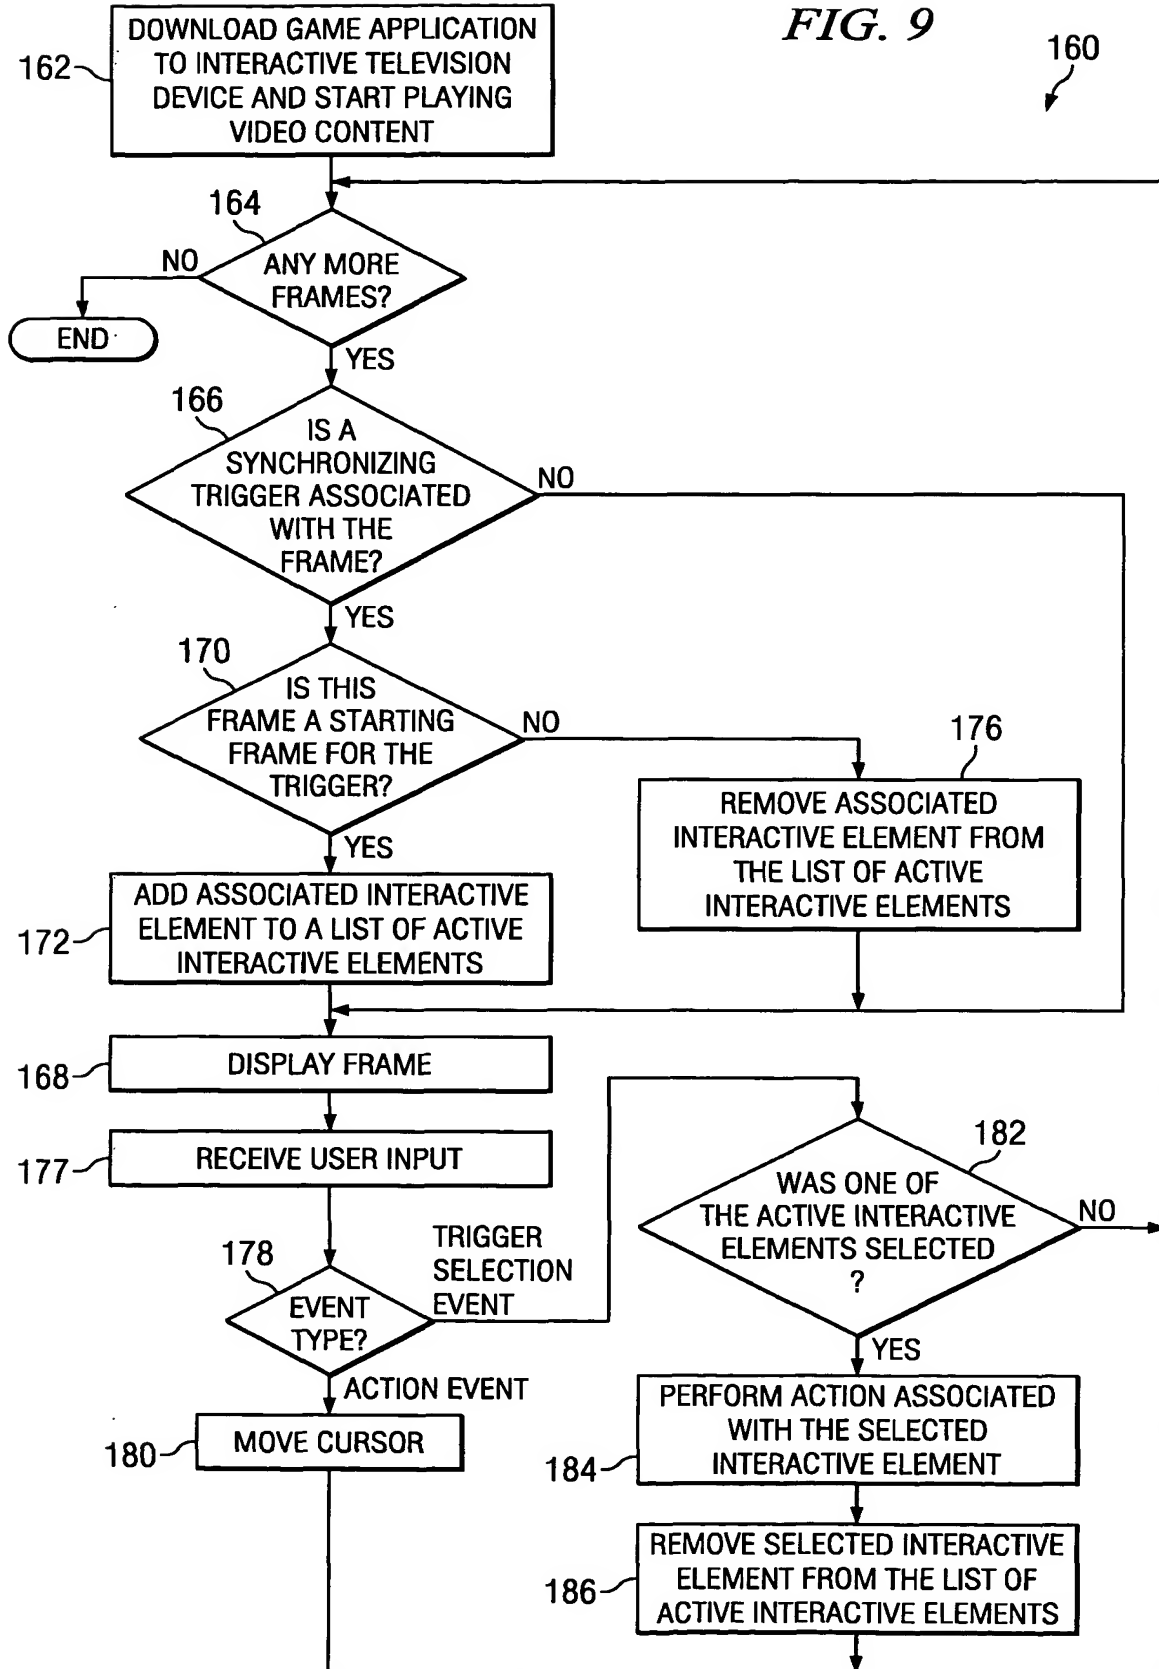 FIG. 9
160
162
DOWNLOAD GAME APPLICATION
TO INTERACTIVE TELEVISION
DEVICE AND START PLAYING
VIDEO CONTENT
164
NO
ANY MORE
FRAMES?
END
YES
166
IS A
SYNCHRONIZING
TRIGGER ASSOCIATED
WITH THE
FRAME?
NO
YES
170
IS THIS
FRAME A STARTING
FRAME FOR THE
TRIGGER?
NO
176
REMOVE ASSOCIATED
INTERACTIVE ELEMENT FROM
THE LIST OF ACTIVE
INTERACTIVE ELEMENTS
YES
172
ADD ASSOCIATED INTERACTIVE
ELEMENT TO A LIST OF ACTIVE
INTERACTIVE ELEMENTS
168
DISPLAY FRAME
177
RECEIVE USER INPUT
178
EVENT
TYPE?
TRIGGER
SELECTION
EVENT
ACTION EVENT
180
MOVE CURSOR
182
WAS ONE OF
THE ACTIVE INTERACTIVE
ELEMENTS SELECTED
?
NO
YES
184
PERFORM ACTION ASSOCIATED
WITH THE SELECTED
INTERACTIVE ELEMENT
186
REMOVE SELECTED INTERACTIVE
ELEMENT FROM THE LIST OF
ACTIVE INTERACTIVE ELEMENTS